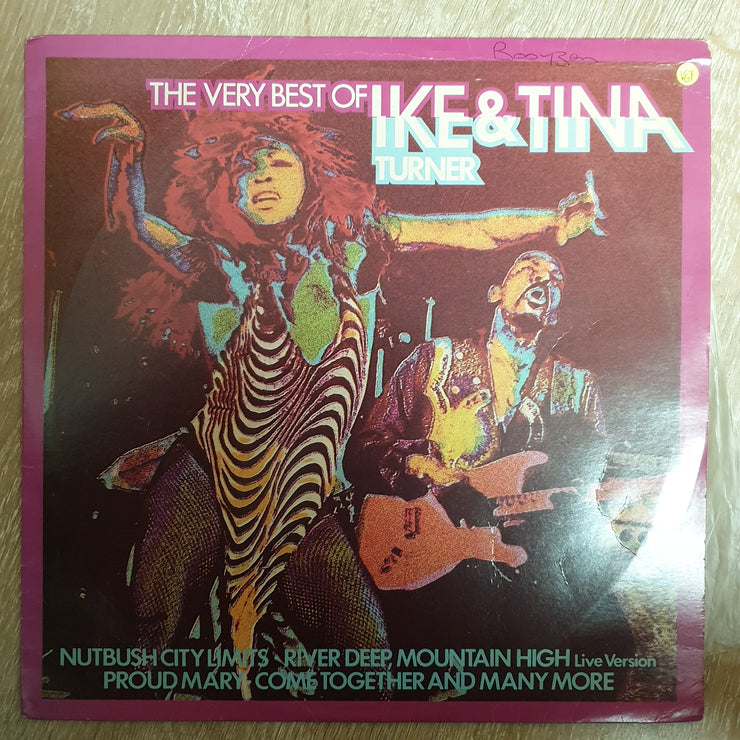 THE VERY BEST OF IKE & TINA
TURNER
NUTBUSH CITY LIMITS · RIVER DEEP, MOUNTAIN HIGH Live Version
PROUD MARY, COME TOGETHER AND MANY MORE